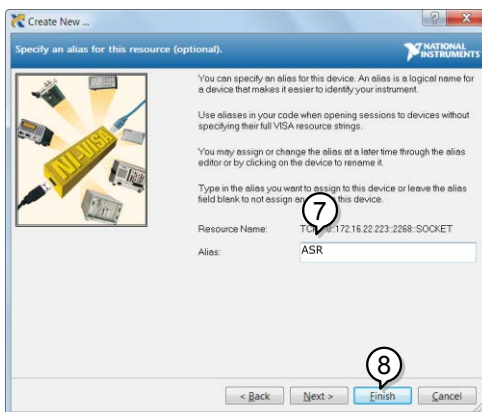 Create New ...
Specify an alias for this resource (optional).
NATIONAL
INSTRUMENTS
You can specify an alias for this device. An alias is a logical name for
a device that makes it easier to identify your instrument.
Use aliases in your code when opening sessions to devices without
specifying their full VISA resource strings.
You may assign or change the alias at a later time through the alias
editor or by clicking on the device to rename it.
Type in the alias you want to assign to this device or leave the alias
field blank to not assign an this device.
7
Resource Name: ::172.16.22.223::2268::SOCKET
Alias: ASR
NI-VISA
8
< Back Next > Finish Cancel